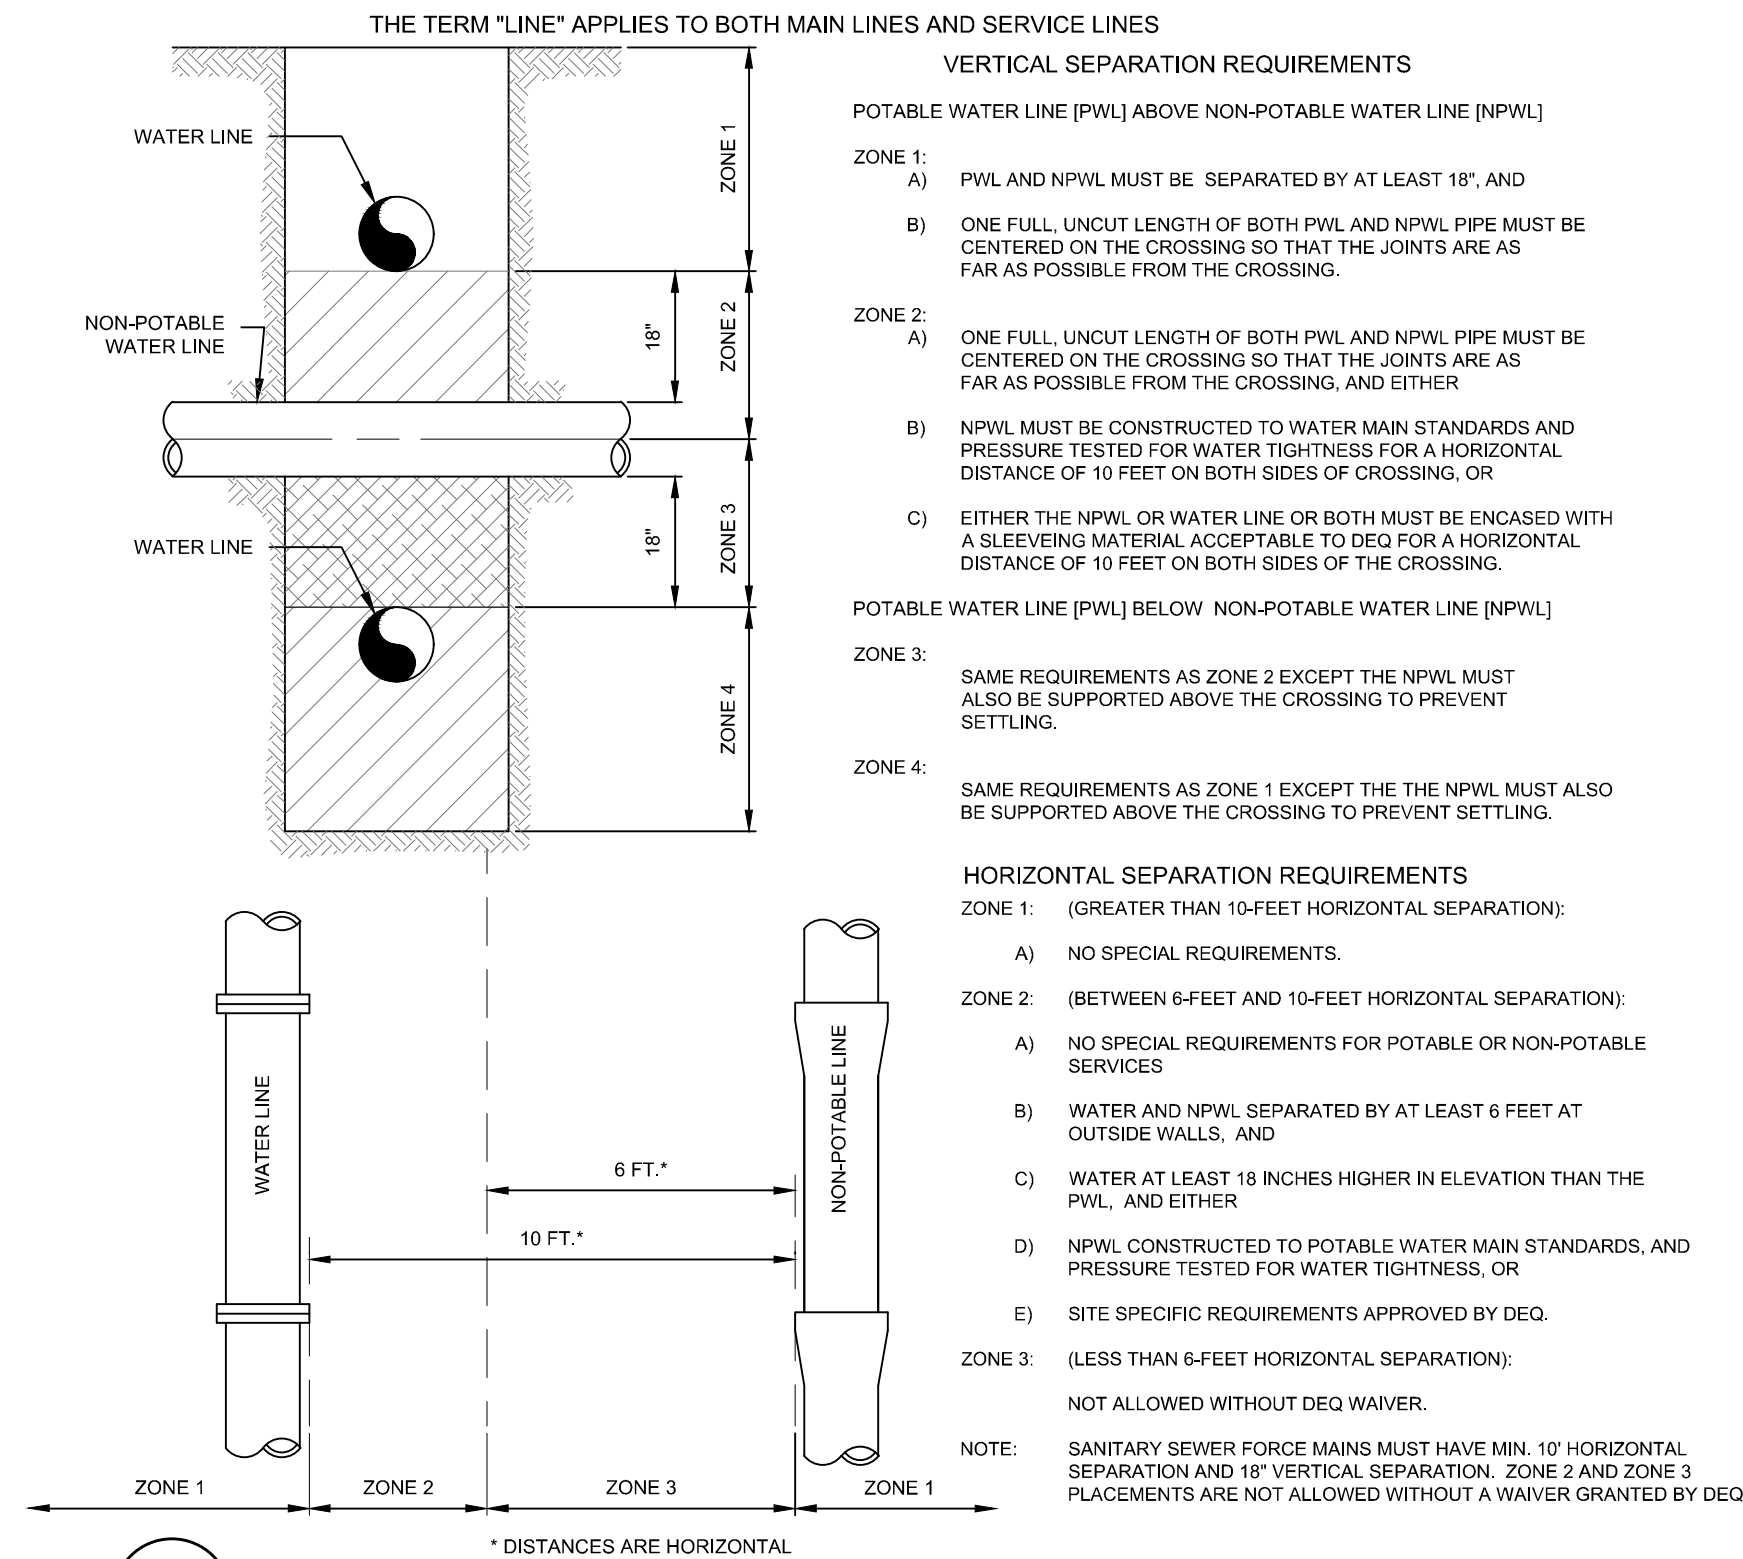 THE TERM "LINE" APPLIES TO BOTH MAIN LINES AND SERVICE LINES
WATER LINE
NON-POTABLE
WATER LINE
WATER LINE
ZONE 1
18"
ZONE 2
18"
ZONE 3
ZONE 4
VERTICAL SEPARATION REQUIREMENTS
POTABLE WATER LINE [PWL] ABOVE NON-POTABLE WATER LINE [NPWL]
ZONE 1:
A) PWL AND NPWL MUST BE SEPARATED BY AT LEAST 18", AND
B) ONE FULL, UNCUT LENGTH OF BOTH PWL AND NPWL PIPE MUST BE
CENTERED ON THE CROSSING SO THAT THE JOINTS ARE AS
FAR AS POSSIBLE FROM THE CROSSING.
ZONE 2:
A) ONE FULL, UNCUT LENGTH OF BOTH PWL AND NPWL PIPE MUST BE
CENTERED ON THE CROSSING SO THAT THE JOINTS ARE AS
FAR AS POSSIBLE FROM THE CROSSING, AND EITHER
B) NPWL MUST BE CONSTRUCTED TO WATER MAIN STANDARDS AND
PRESSURE TESTED FOR WATER TIGHTNESS FOR A HORIZONTAL
DISTANCE OF 10 FEET ON BOTH SIDES OF CROSSING, OR
C) EITHER THE NPWL OR WATER LINE OR BOTH MUST BE ENCASED WITH
A SLEEVEING MATERIAL ACCEPTABLE TO DEQ FOR A HORIZONTAL
DISTANCE OF 10 FEET ON BOTH SIDES OF THE CROSSING.
POTABLE WATER LINE [PWL] BELOW NON-POTABLE WATER LINE [NPWL]
ZONE 3:
SAME REQUIREMENTS AS ZONE 2 EXCEPT THE NPWL MUST
ALSO BE SUPPORTED ABOVE THE CROSSING TO PREVENT
SETTLING.
ZONE 4:
SAME REQUIREMENTS AS ZONE 1 EXCEPT THE THE NPWL MUST ALSO
BE SUPPORTED ABOVE THE CROSSING TO PREVENT SETTLING.
HORIZONTAL SEPARATION REQUIREMENTS
ZONE 1: (GREATER THAN 10-FEET HORIZONTAL SEPARATION):
A) NO SPECIAL REQUIREMENTS.
ZONE 2: (BETWEEN 6-FEET AND 10-FEET HORIZONTAL SEPARATION):
A) NO SPECIAL REQUIREMENTS FOR POTABLE OR NON-POTABLE
SERVICES
B) WATER AND NPWL SEPARATED BY AT LEAST 6 FEET AT
OUTSIDE WALLS, AND
C) WATER AT LEAST 18 INCHES HIGHER IN ELEVATION THAN THE
PWL, AND EITHER
D) NPWL CONSTRUCTED TO POTABLE WATER MAIN STANDARDS, AND
PRESSURE TESTED FOR WATER TIGHTNESS, OR
E) SITE SPECIFIC REQUIREMENTS APPROVED BY DEQ.
ZONE 3: (LESS THAN 6-FEET HORIZONTAL SEPARATION):
NOT ALLOWED WITHOUT DEQ WAIVER.
NOTE: SANITARY SEWER FORCE MAINS MUST HAVE MIN. 10' HORIZONTAL
SEPARATION AND 18" VERTICAL SEPARATION. ZONE 2 AND ZONE 3
PLACEMENTS ARE NOT ALLOWED WITHOUT A WAIVER GRANTED BY DEQ
WATER LINE
NON-POTABLE LINE
6 FT.*
10 FT.*
ZONE 1
ZONE 2
ZONE 3
ZONE 1
* DISTANCES ARE HORIZONTAL